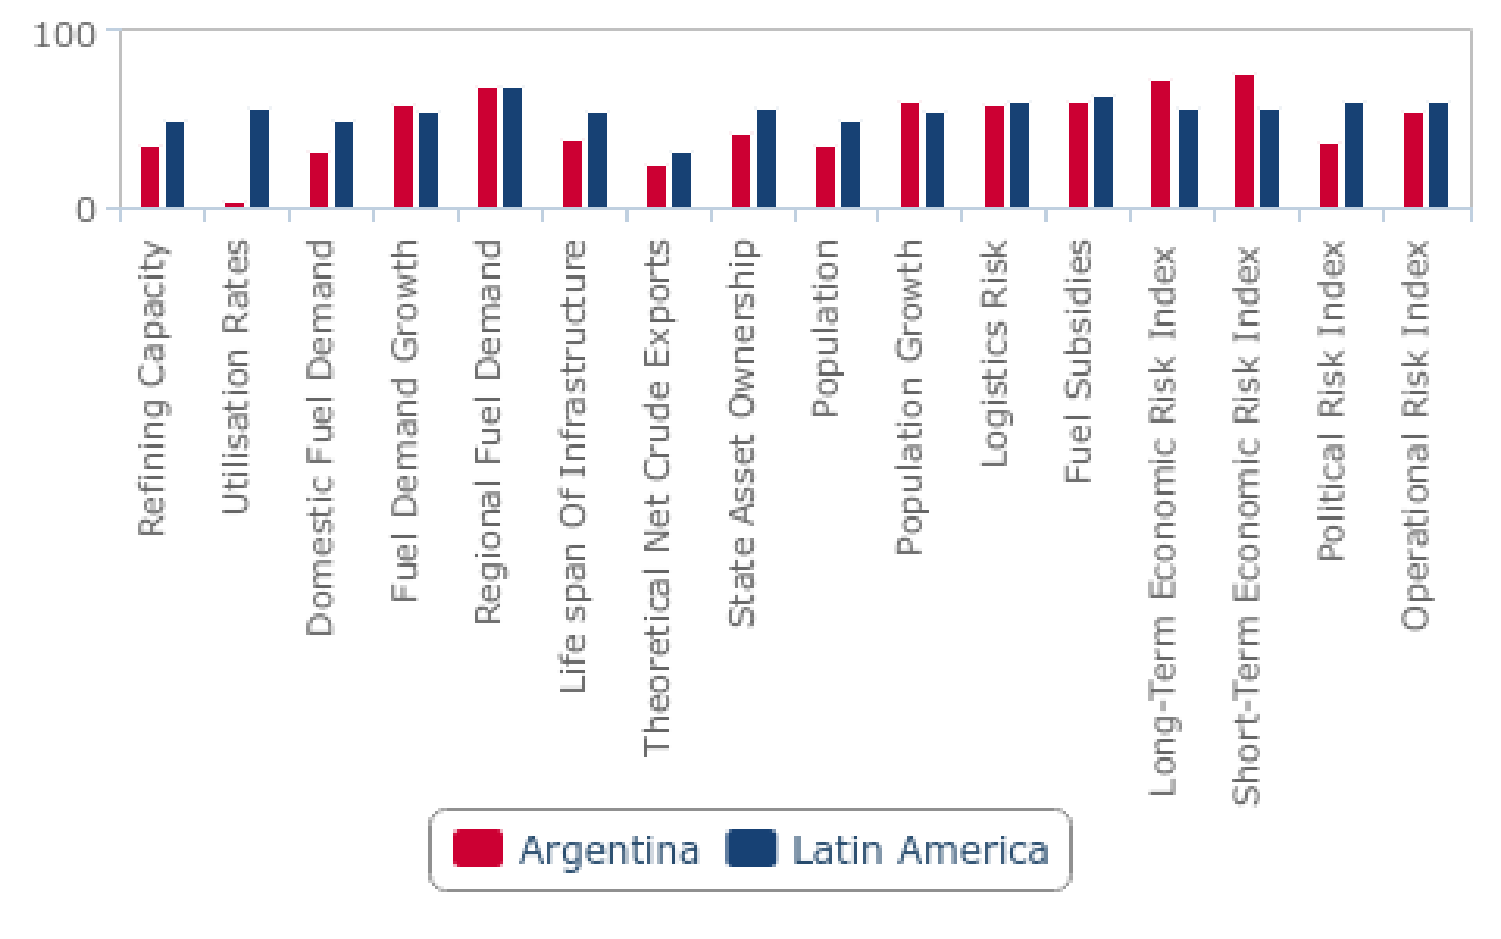 100
0
Refining Capacity
Utilisation Rates
Domestic Fuel Demand
Fuel Demand Growth
Regional Fuel Demand
Life span Of Infrastructure
Theoretical Net Crude Exports
State Asset Ownership
Population
Population Growth
Logistics Risk
Fuel Subsidies
Long-Term Economic Risk Index
Short-Term Economic Risk Index
Political Risk Index
Operational Risk Index
Argentina
Latin America